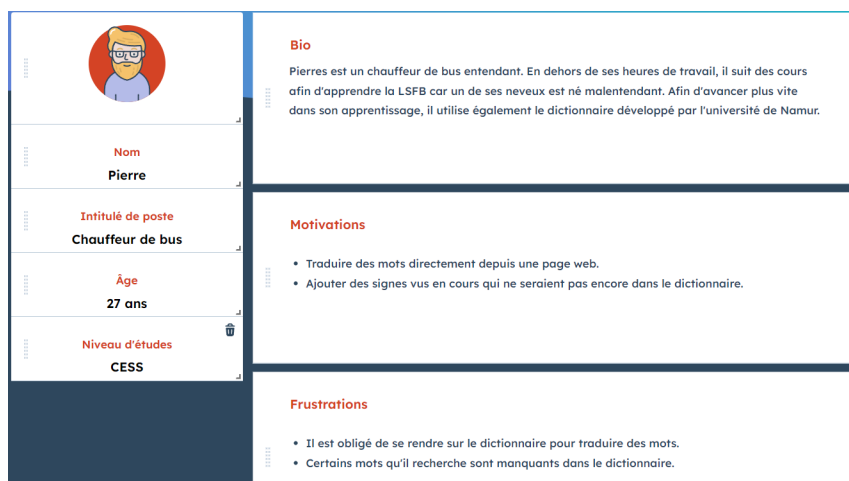 Nom
Pierre
Intitulé de poste
Chauffeur de bus
Âge
27 ans
Niveau d'études
CESS
Bio
Pierres est un chauffeur de bus entendant. En dehors de ses heures de travail, il suit des cours
afin d'apprendre la LSFB car un de ses neveux est né malentendant. Afin d'avancer plus vite
dans son apprentissage, il utilise également le dictionnaire développé par l'université de Namur.
Motivations
• Traduire des mots directement depuis une page web.
• Ajouter des signes vus en cours qui ne seraient pas encore dans le dictionnaire.
Frustrations
• Il est obligé de se rendre sur le dictionnaire pour traduire des mots.
• Certains mots qu'il recherche sont manquants dans le dictionnaire.